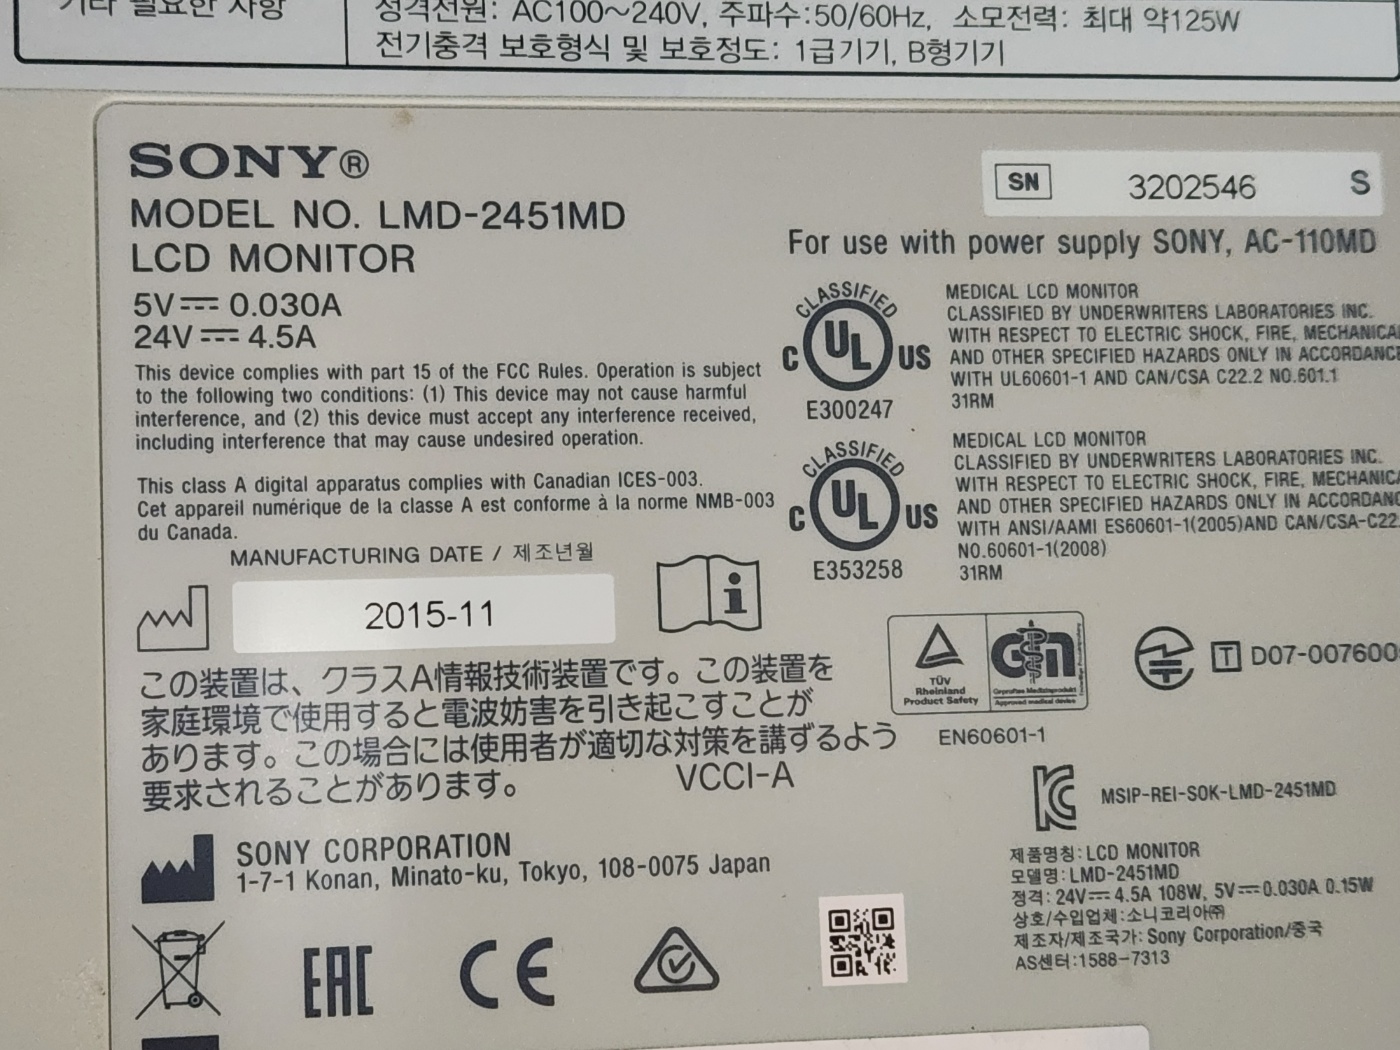 기타 필요한 사항
정격전원: AC100~240V, 주파수:50/60Hz, 소모전력: 최대 약125W
전기충격 보호형식 및 보호정도: 1급기기, B형기기
SONY®
MODEL NO. LMD-2451MD
LCD MONITOR
5V⎓ 0.030A
24V⎓ 4.5A
This device complies with part 15 of the FCC Rules. Operation is subject
to the following two conditions: (1) This device may not cause harmful
interference, and (2) this device must accept any interference received,
including interference that may cause undesired operation.
This class A digital apparatus complies with Canadian ICES-003.
Cet appareil numérique de la classe A est conforme à la norme NMB-003
du Canada.
MANUFACTURING DATE / 제조년월
2015-11
SN 3202546 S
For use with power supply SONY, AC-110MD
CLASSIFIED
C UL US
E300247
MEDICAL LCD MONITOR
CLASSIFIED BY UNDERWRITERS LABORATORIES INC.
WITH RESPECT TO ELECTRIC SHOCK, FIRE, MECHANICAL
AND OTHER SPECIFIED HAZARDS ONLY IN ACCORDANCE
WITH UL60601-1 AND CAN/CSA C22.2 NO.601.1
31RM
CLASSIFIED
C UL US
E353258
MEDICAL LCD MONITOR
CLASSIFIED BY UNDERWRITERS LABORATORIES INC.
WITH RESPECT TO ELECTRIC SHOCK, FIRE, MECHANICA
AND OTHER SPECIFIED HAZARDS ONLY IN ACCORDANC
WITH ANSI/AAMI ES60601-1(2005)AND CAN/CSA-C22.
NO.60601-1(2008)
31RM
TÜV
Rheinland
Product Safety
Geprüftes Medizinprodukt
Approved medical device
EN60601-1
T D07-007600
この装置は、クラスA情報技術装置です。この装置を
家庭環境で使用すると電波妨害を引き起こすことが
あります。この場合には使用者が適切な対策を講ずるよう
要求されることがあります。
VCCI-A
MSIP-REI-SOK-LMD-2451MD
SONY CORPORATION
1-7-1 Konan, Minato-ku, Tokyo, 108-0075 Japan
제품명칭:LCD MONITOR
모델명:LMD-2451MD
정격: 24V⎓ 4.5A 108W, 5V⎓0.030A 0.15W
상호/수입업체:소니코리아㈜
제조자/제조국가: Sony Corporation/중국
AS센터:1588-7313
EAC CE